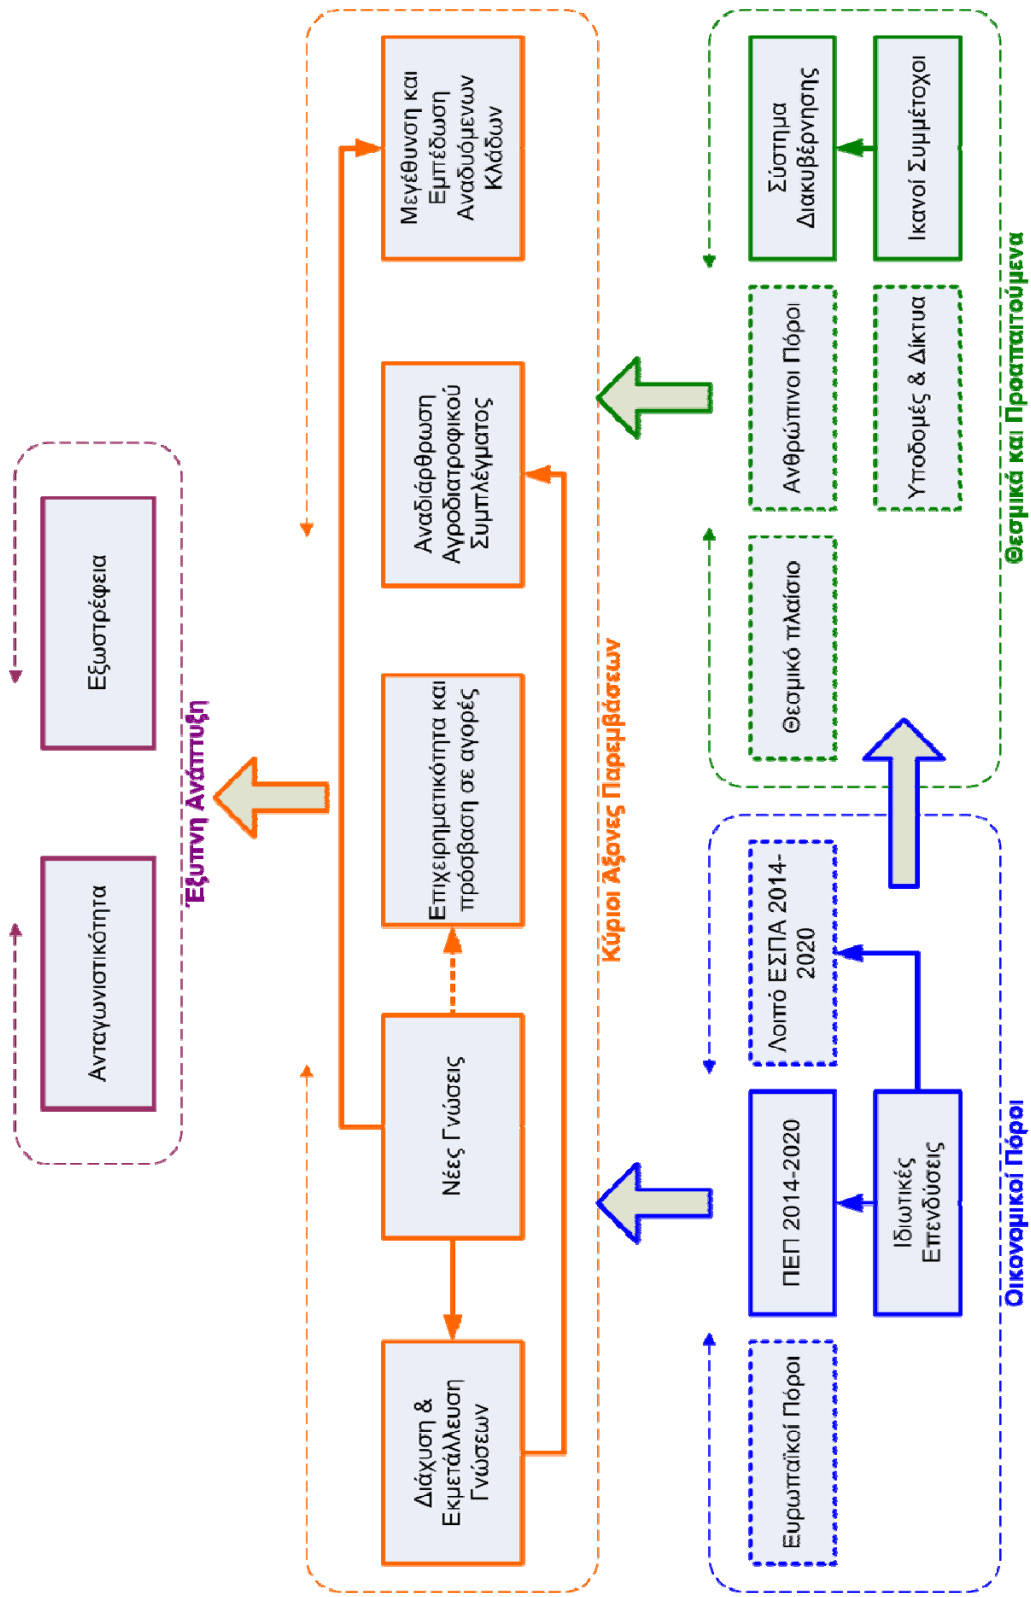 Ανταγωνιστικότητα
Εξωστρέφεια
Έξυπνη Ανάπτυξη
Διάχυση &
Εκμετάλλευση
Γνώσεων
Νέες Γνώσεις
Επιχειρηματικότητα και
πρόσβαση σε αγορές
Αναδιάρθρωση
Αγροδιατροφικού
Συμπλέγματος
Μεγέθυνση και
Εμπέδωση
Αναδυόμενων
Κλάδων
Κύριοι Άξονες Παρεμβάσεων
Ευρωπαϊκοί Πόροι
ΠΕΠ 2014-2020
Λοιπό ΕΣΠΑ 2014-
2020
Ιδιωτικές
Επενδύσεις
Οικονομικοί Πόροι
Θεσμικό πλαίσιο
Ανθρώπινοι Πόροι
Σύστημα
Διακυβέρνησης
Υποδομές & Δίκτυα
Ικανοί Συμμέτοχοι
Θεσμικά και Προαπαιτούμενα